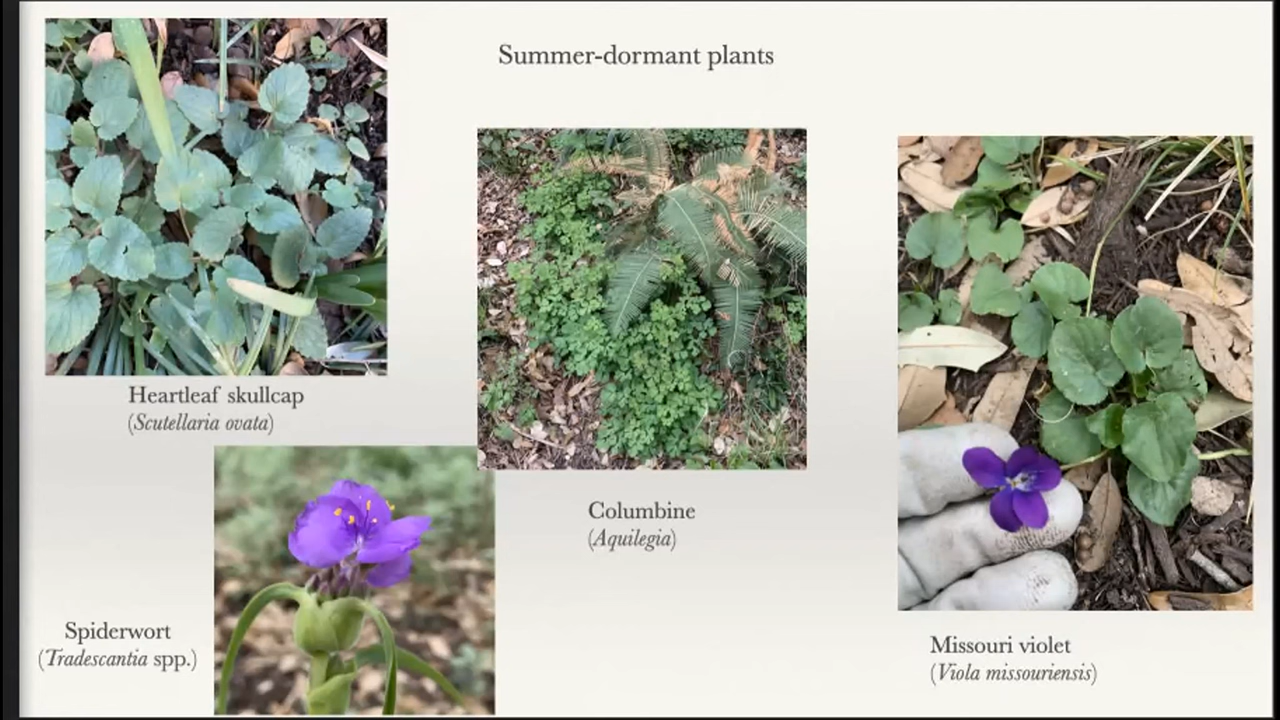 Summer-dormant plants
Heartleaf skullcap
(Scutellaria ovata)
Columbine
(Aquilegia)
Spiderwort
(Tradescantia spp.)
Missouri violet
(Viola missouriensis)